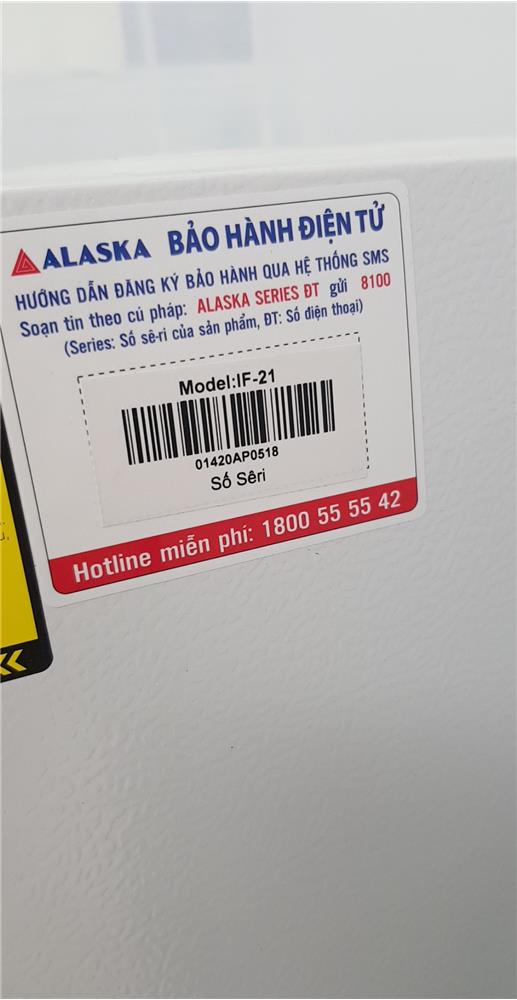 ALASKA BẢO HÀNH ĐIỆN TỬ
HƯỚNG DẪN ĐĂNG KÝ BẢO HÀNH QUA HỆ THỐNG SMS
Soạn tin theo cú pháp: ALASKA SERIES ĐT gửi 8100
(Series: Số sê-ri của sản phẩm, ĐT: Số điện thoại)
Model:IF-21
01420AP0518
Số Sêri
Hotline miễn phí: 1800 55 55 42